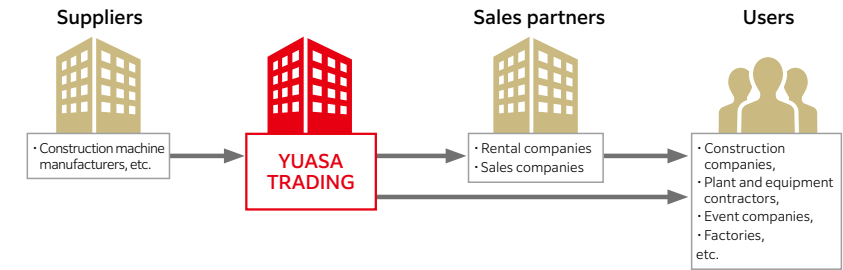 Suppliers
・Construction machine
manufacturers, etc.
YUASA
TRADING
Sales partners
・Rental companies
・Sales companies
Users
・Construction
companies,
・Plant and equipment
contractors,
・Event companies,
・Factories,
etc.